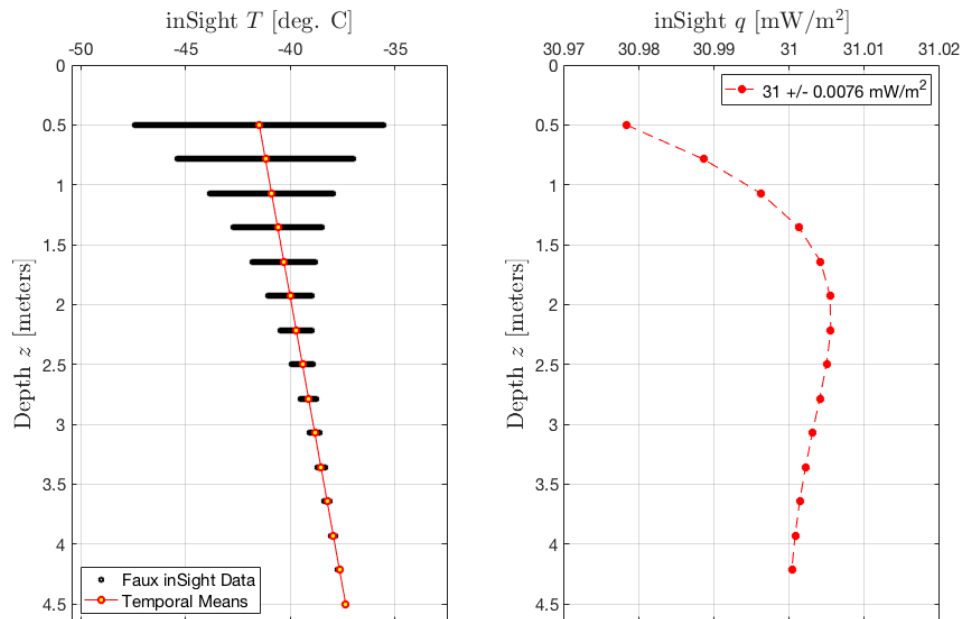 inSight T [deg. C]
-50 -45 -40 -35
0
0.5
1
1.5
2
2.5
3
3.5
4
4.5
Depth z [meters]
Faux inSight Data
Temporal Means
inSight q [mW/m²]
30.97 30.98 30.99 31 31.01 31.02
0
0.5
1
1.5
2
2.5
3
3.5
4
4.5
Depth z [meters]
31 +/- 0.0076 mW/m²